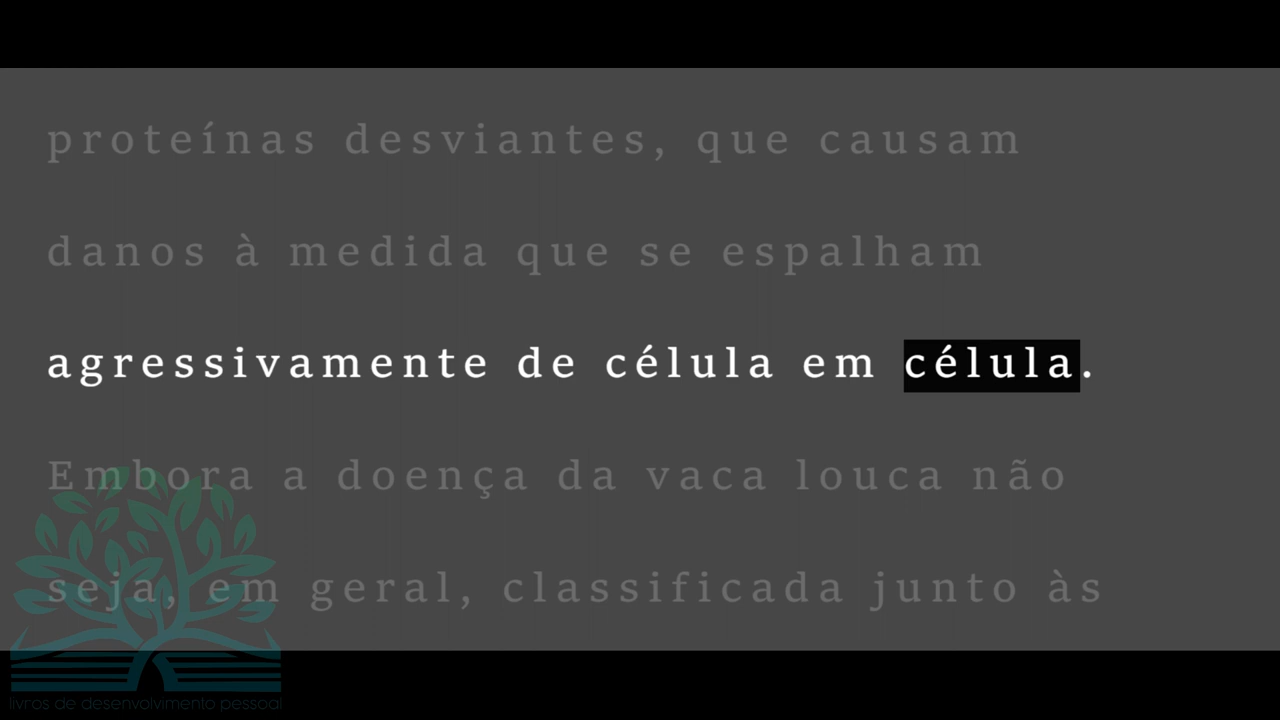 proteínas desviantes, que causam
danos à medida que se espalham
agressivamente de célula em célula.
Embora a doença da vaca louca não
seja, em geral, classificada junto às
livros de desenvolvimento pessoal